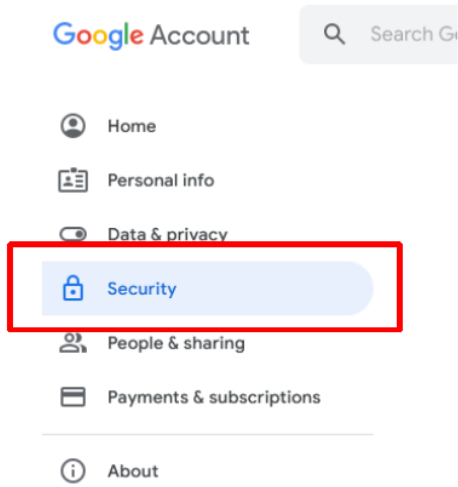 Google Account
Search G
Home
Personal info
Data & privacy
Security
People & sharing
Payments & subscriptions
About